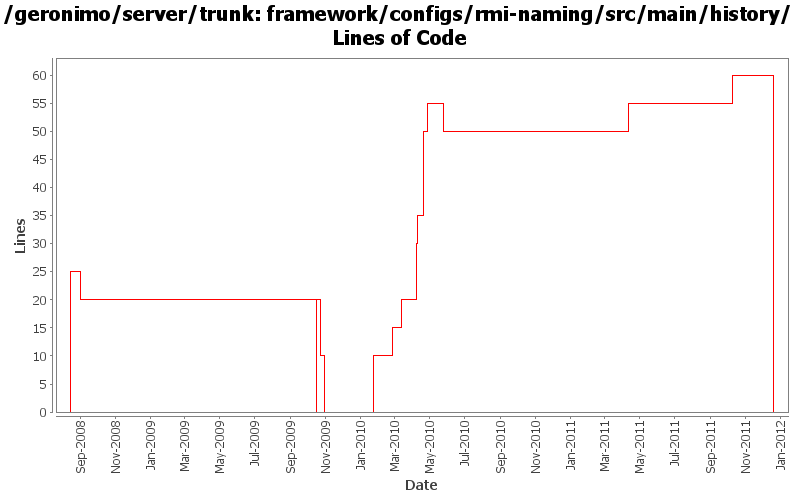 /geronimo/server/trunk: framework/configs/rmi-naming/src/main/history/
Lines of Code
Lines
60
55
50
45
40
35
30
25
20
15
10
5
0
Sep-2008
Nov-2008
Jan-2009
Mar-2009
May-2009
Jul-2009
Sep-2009
Nov-2009
Jan-2010
Mar-2010
May-2010
Jul-2010
Sep-2010
Nov-2010
Jan-2011
Mar-2011
May-2011
Jul-2011
Sep-2011
Nov-2011
Jan-2012
Date